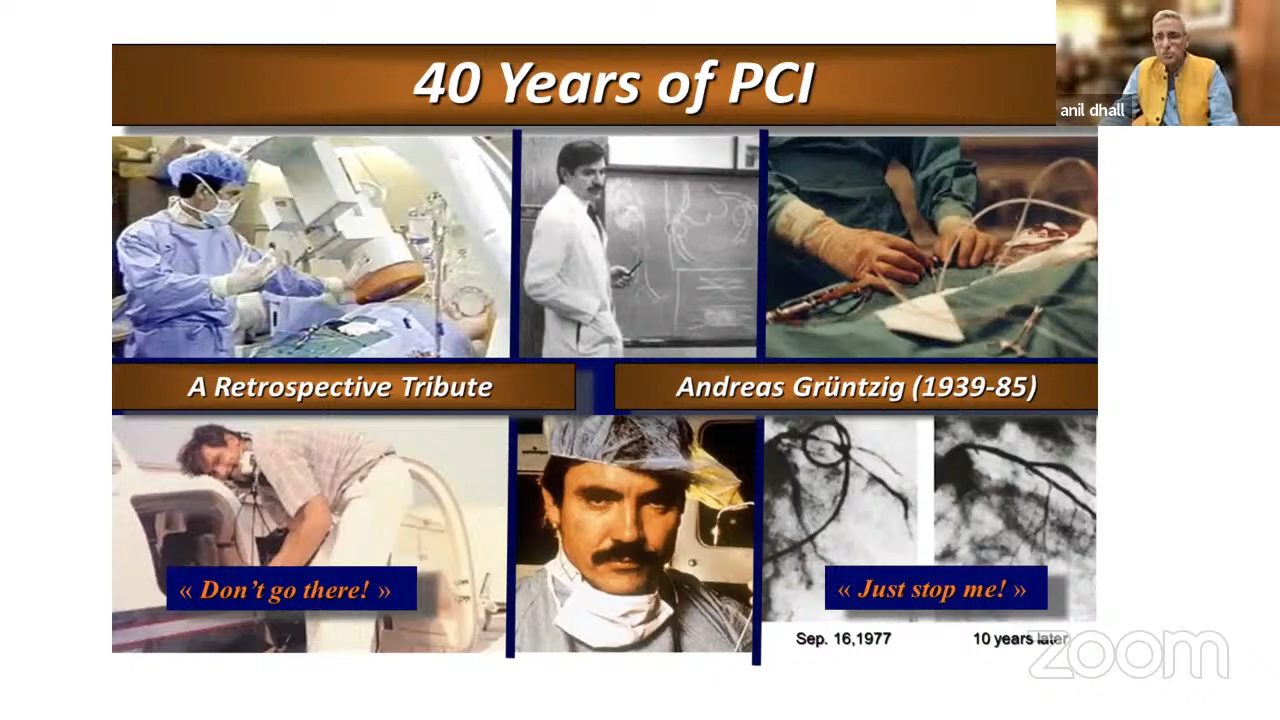 40 Years of PCI
anil dhall
A Retrospective Tribute
Andreas Grüntzig (1939-85)
« Don’t go there! »
« Just stop me! »
Sep. 16,1977
10 years later
zoom